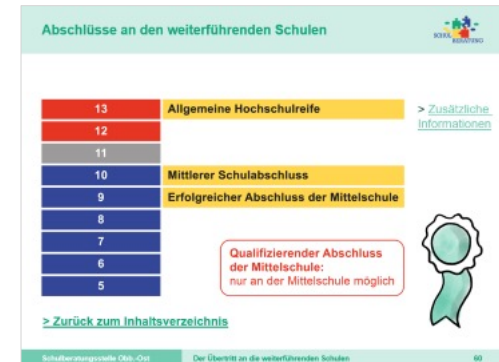 Abschlüsse an den weiterführenden Schulen
SCHUL
BERATUNG
13 Allgemeine Hochschulreife
> Zusätzliche
Informationen
12
11
10 Mittlerer Schulabschluss
9 Erfolgreicher Abschluss der Mittelschule
8
7
6
5
Qualifizierender Abschluss
der Mittelschule:
nur an der Mittelschule möglich
> Zurück zum Inhaltsverzeichnis
Schulberatungsstelle Obb.-Ost Der Übertritt an die weiterführenden Schulen 60